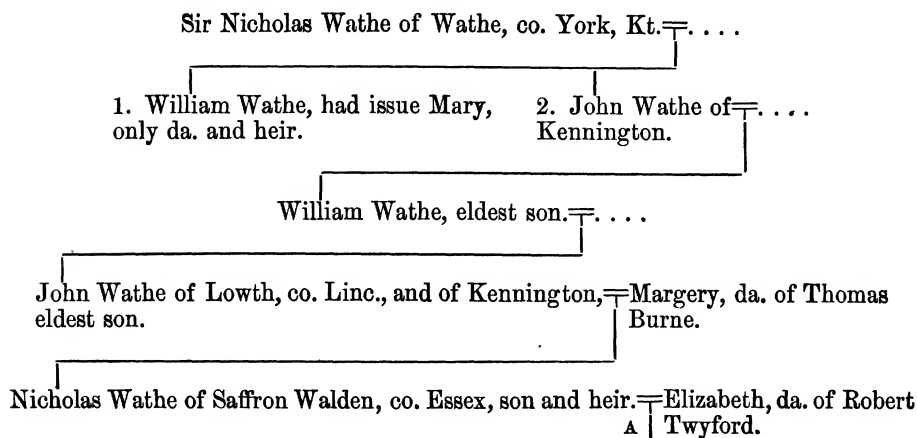 Sir Nicholas Wathe of Wathe, co. York, Kt.=....
1. William Wathe, had issue Mary,
only da. and heir.
2. John Wathe of=....
Kennington.
William Wathe, eldest son.=....
John Wathe of Lowth, co. Linc., and of Kennington,=Margery, da. of Thomas
eldest son.
Burne.
Nicholas Wathe of Saffron Walden, co. Essex, son and heir.=Elizabeth, da. of Robert
A
Twyford.